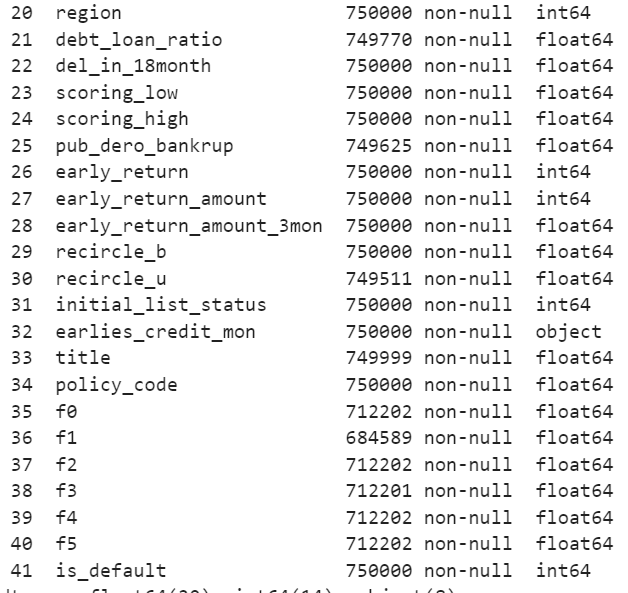 20 region 750000 non-null int64
21 debt_loan_ratio 749770 non-null float64
22 del_in_18month 750000 non-null float64
23 scoring_low 750000 non-null float64
24 scoring_high 750000 non-null float64
25 pub_dero_bankrup 749625 non-null float64
26 early_return 750000 non-null int64
27 early_return_amount 750000 non-null int64
28 early_return_amount_3mon 750000 non-null float64
29 recircle_b 750000 non-null float64
30 recircle_u 749511 non-null float64
31 initial_list_status 750000 non-null int64
32 earlies_credit_mon 750000 non-null object
33 title 749999 non-null float64
34 policy_code 750000 non-null float64
35 f0 712202 non-null float64
36 f1 684589 non-null float64
37 f2 712202 non-null float64
38 f3 712201 non-null float64
39 f4 712202 non-null float64
40 f5 712202 non-null float64
41 is_default 750000 non-null int64